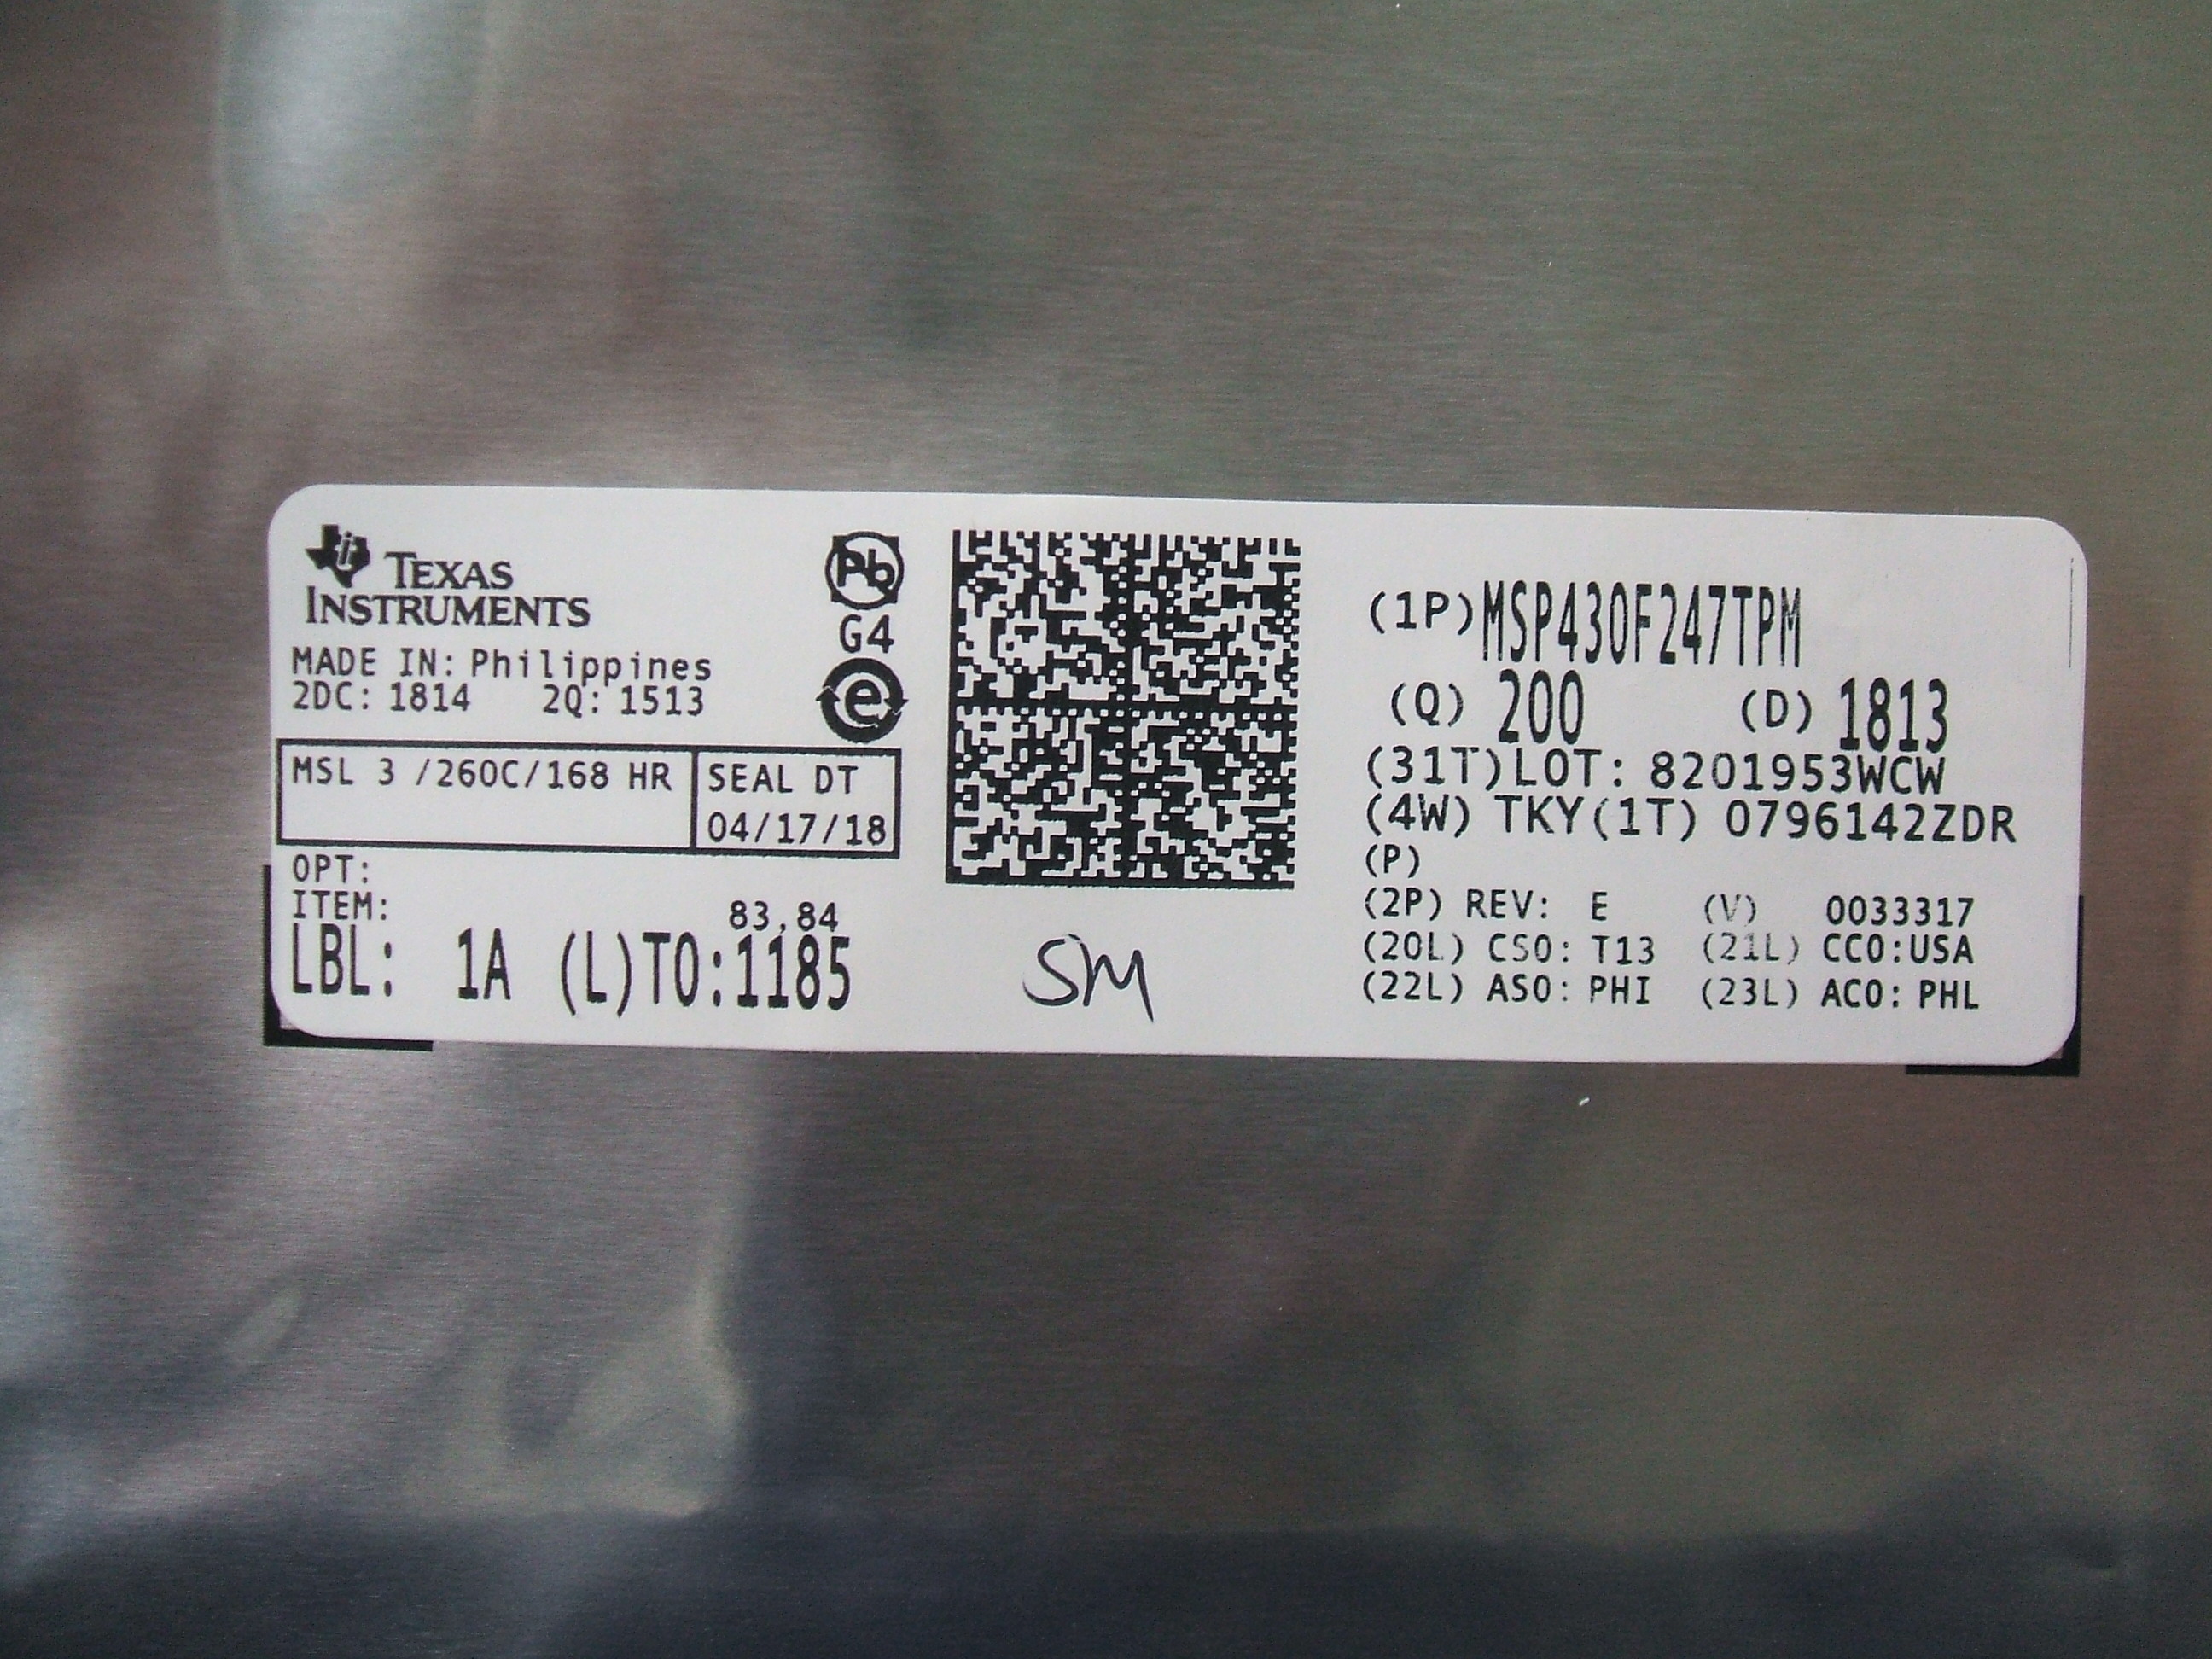 TEXAS
INSTRUMENTS
MADE IN: Philippines
2DC: 1814 2Q: 1513
MSL 3 /260C/168 HR
SEAL DT
04/17/18
OPT:
ITEM:
83,84
LBL: 1A (L)TO:1185
Pb
G4
e
SM
(1P)MSP430F247TPM
(Q) 200 (D) 1813
(31T)LOT: 8201953WCW
(4W) TKY(1T) 0796142ZDR
(P)
(2P) REV: E (V) 0033317
(20L) CSO: T13 (21L) CCO:USA
(22L) ASO: PHI (23L) ACO: PHL